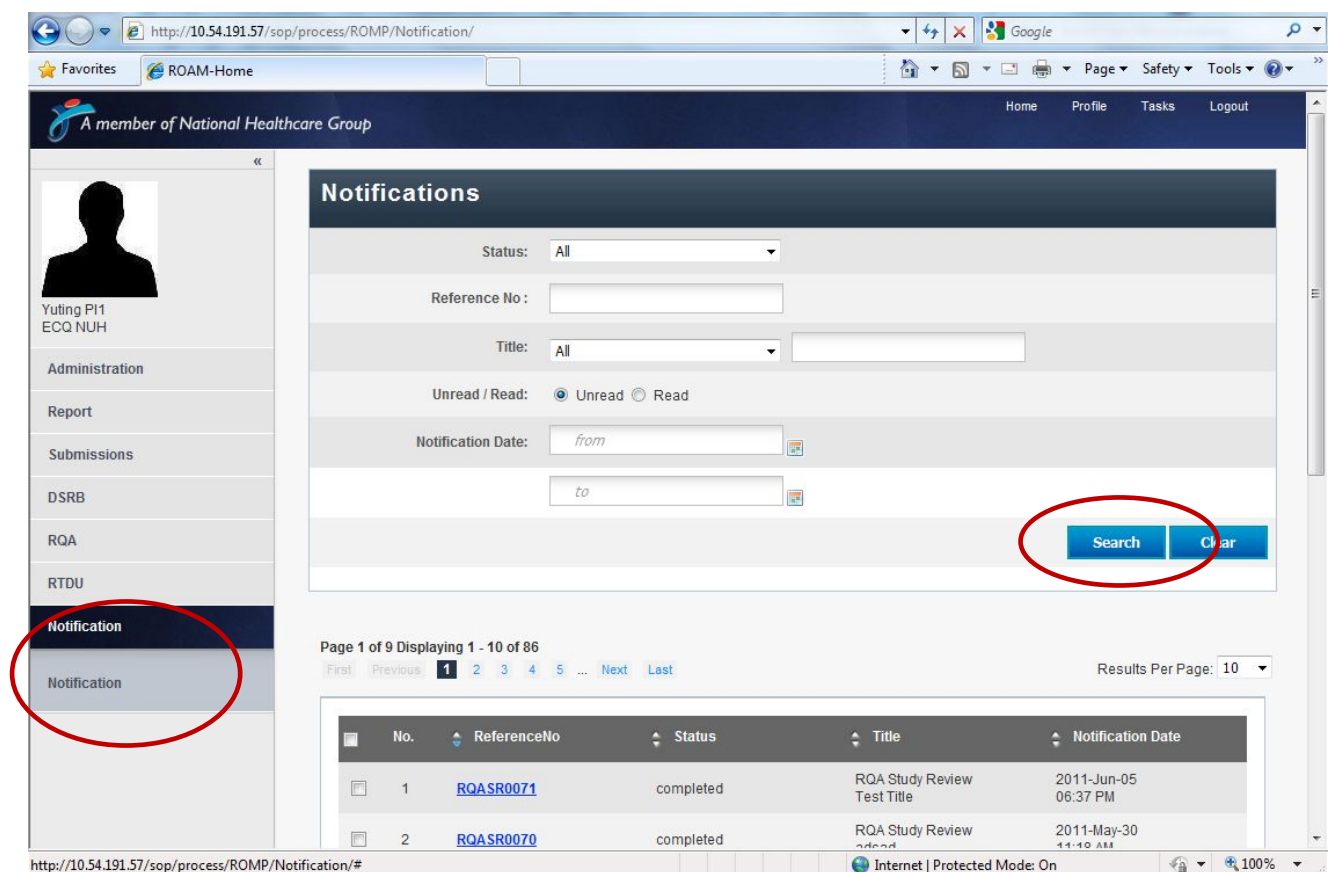 http://10.54.191.57/sop/process/ROMP/Notification/
Google
Favorites
ROAM-Home
Page
Safety
Tools
A member of National Healthcare Group
Home
Profile
Tasks
Logout
«
Yuting PI1
ECQ NUH
Administration
Report
Submissions
DSRB
RQA
RTDU
Notification
Notification
Notifications
Status: All
Reference No :
Title: All
Unread / Read: Unread Read
Notification Date: from
to
Search Clear
Page 1 of 9 Displaying 1 - 10 of 86
First Previous 1 2 3 4 5 ... Next Last
Results Per Page: 10
No. ReferenceNo Status Title Notification Date
1 RQASR0071 completed RQA Study Review Test Title 2011-Jun-05 06:37 PM
2 RQASR0070 completed RQA Study Review adsad 2011-May-30 11:18 AM
http://10.54.191.57/sop/process/ROMP/Notification/#
Internet | Protected Mode: On
100%